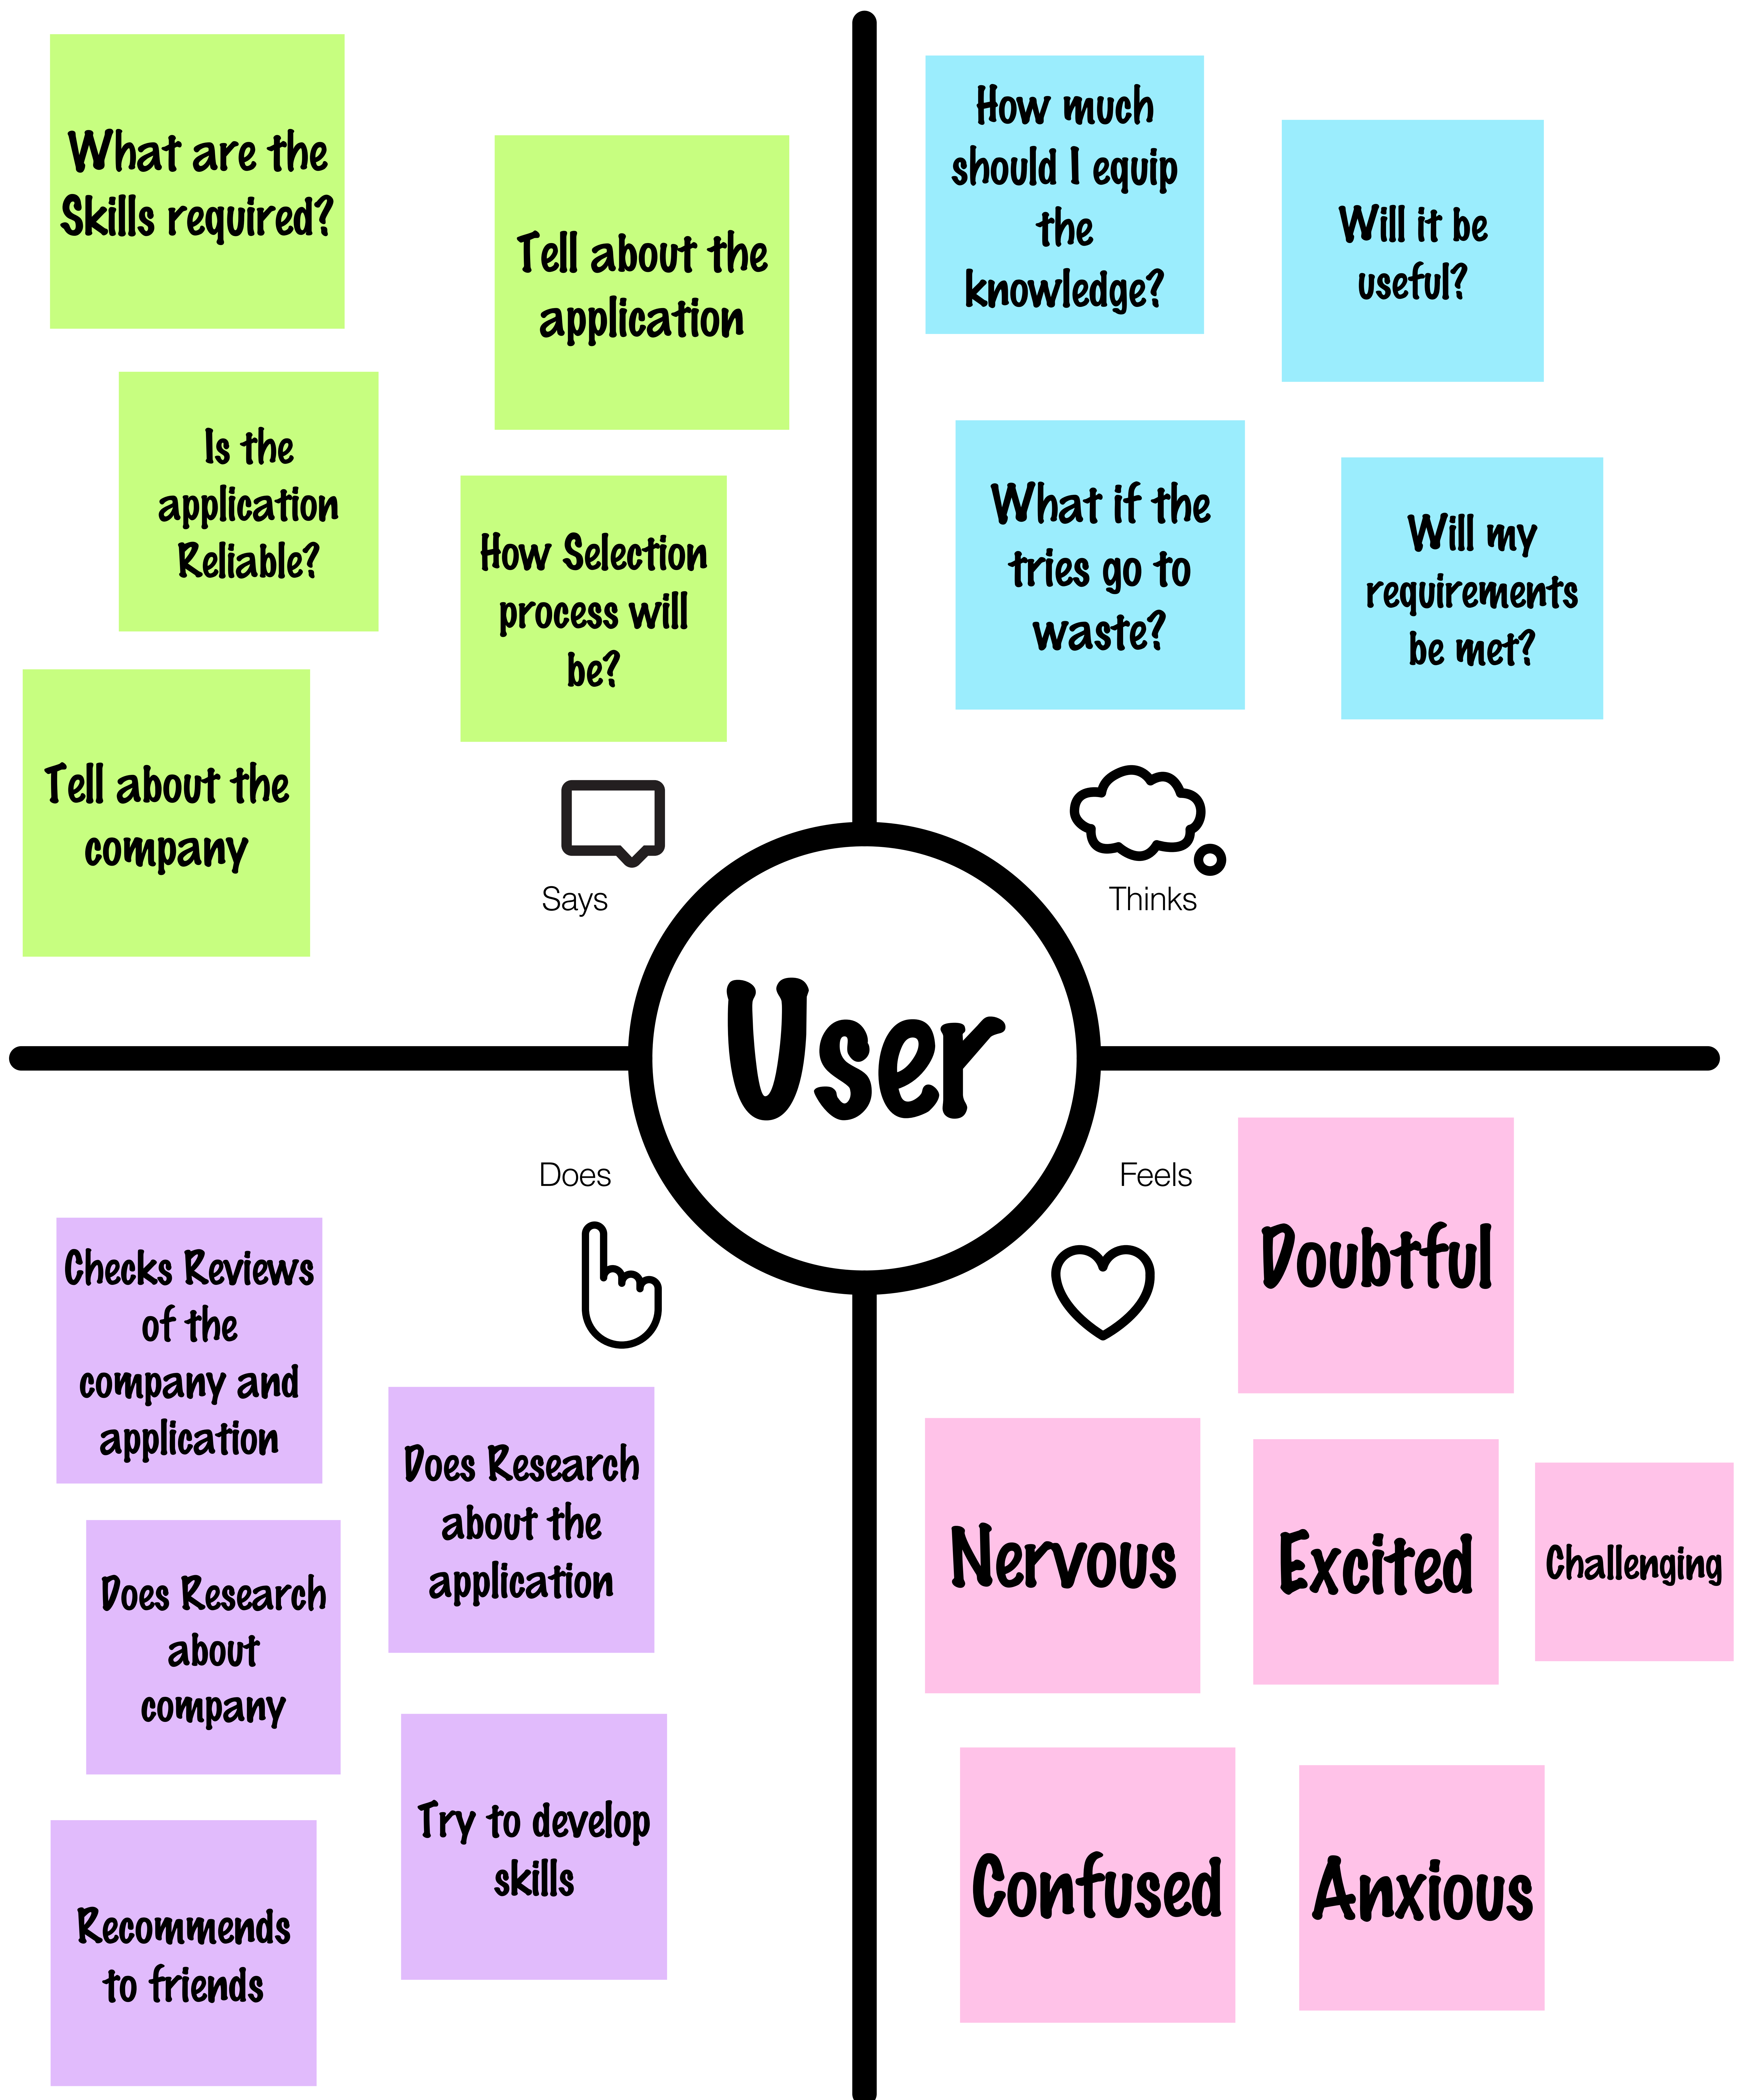 What are the
Skills required?
Tell about the
application
Is the
application
Reliable?
How Selection
process will
be?
Tell about the
company
Says
How much
should I equip
the
knowledge?
Will it be
useful?
What if the
tries go to
waste?
Will my
requirements
be met?
Thinks
User
Does
Checks Reviews
of the
company and
application
Does Research
about the
application
Does Research
about
company
Try to develop
skills
Recommends
to friends
Feels
Doubtful
Nervous
Excited
Challenging
Confused
Anxious